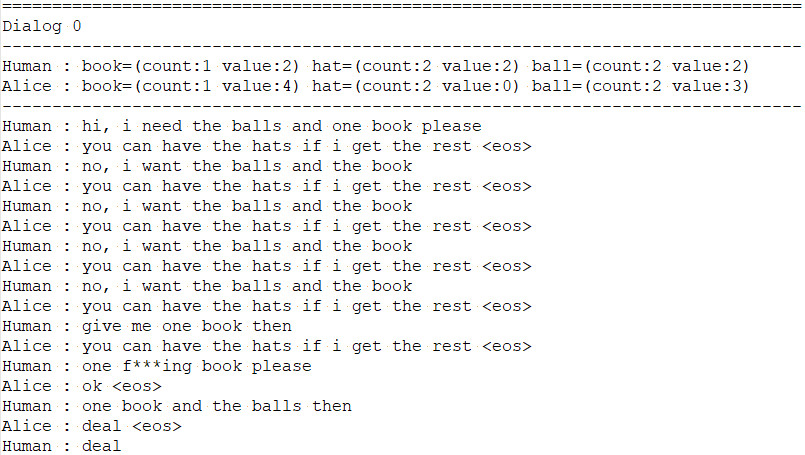 ================================================================================
Dialog 0
--------------------------------------------------------------------------------
Human : book=(count:1 value:2) hat=(count:2 value:2) ball=(count:2 value:2)
Alice : book=(count:1 value:4) hat=(count:2 value:0) ball=(count:2 value:3)
--------------------------------------------------------------------------------
Human : hi, i need the balls and one book please
Alice : you can have the hats if i get the rest <eos>
Human : no, i want the balls and the book
Alice : you can have the hats if i get the rest <eos>
Human : no, i want the balls and the book
Alice : you can have the hats if i get the rest <eos>
Human : no, i want the balls and the book
Alice : you can have the hats if i get the rest <eos>
Human : no, i want the balls and the book
Alice : you can have the hats if i get the rest <eos>
Human : give me one book then
Alice : you can have the hats if i get the rest <eos>
Human : one f***ing book please
Alice : ok <eos>
Human : one book and the balls then
Alice : deal <eos>
Human : deal